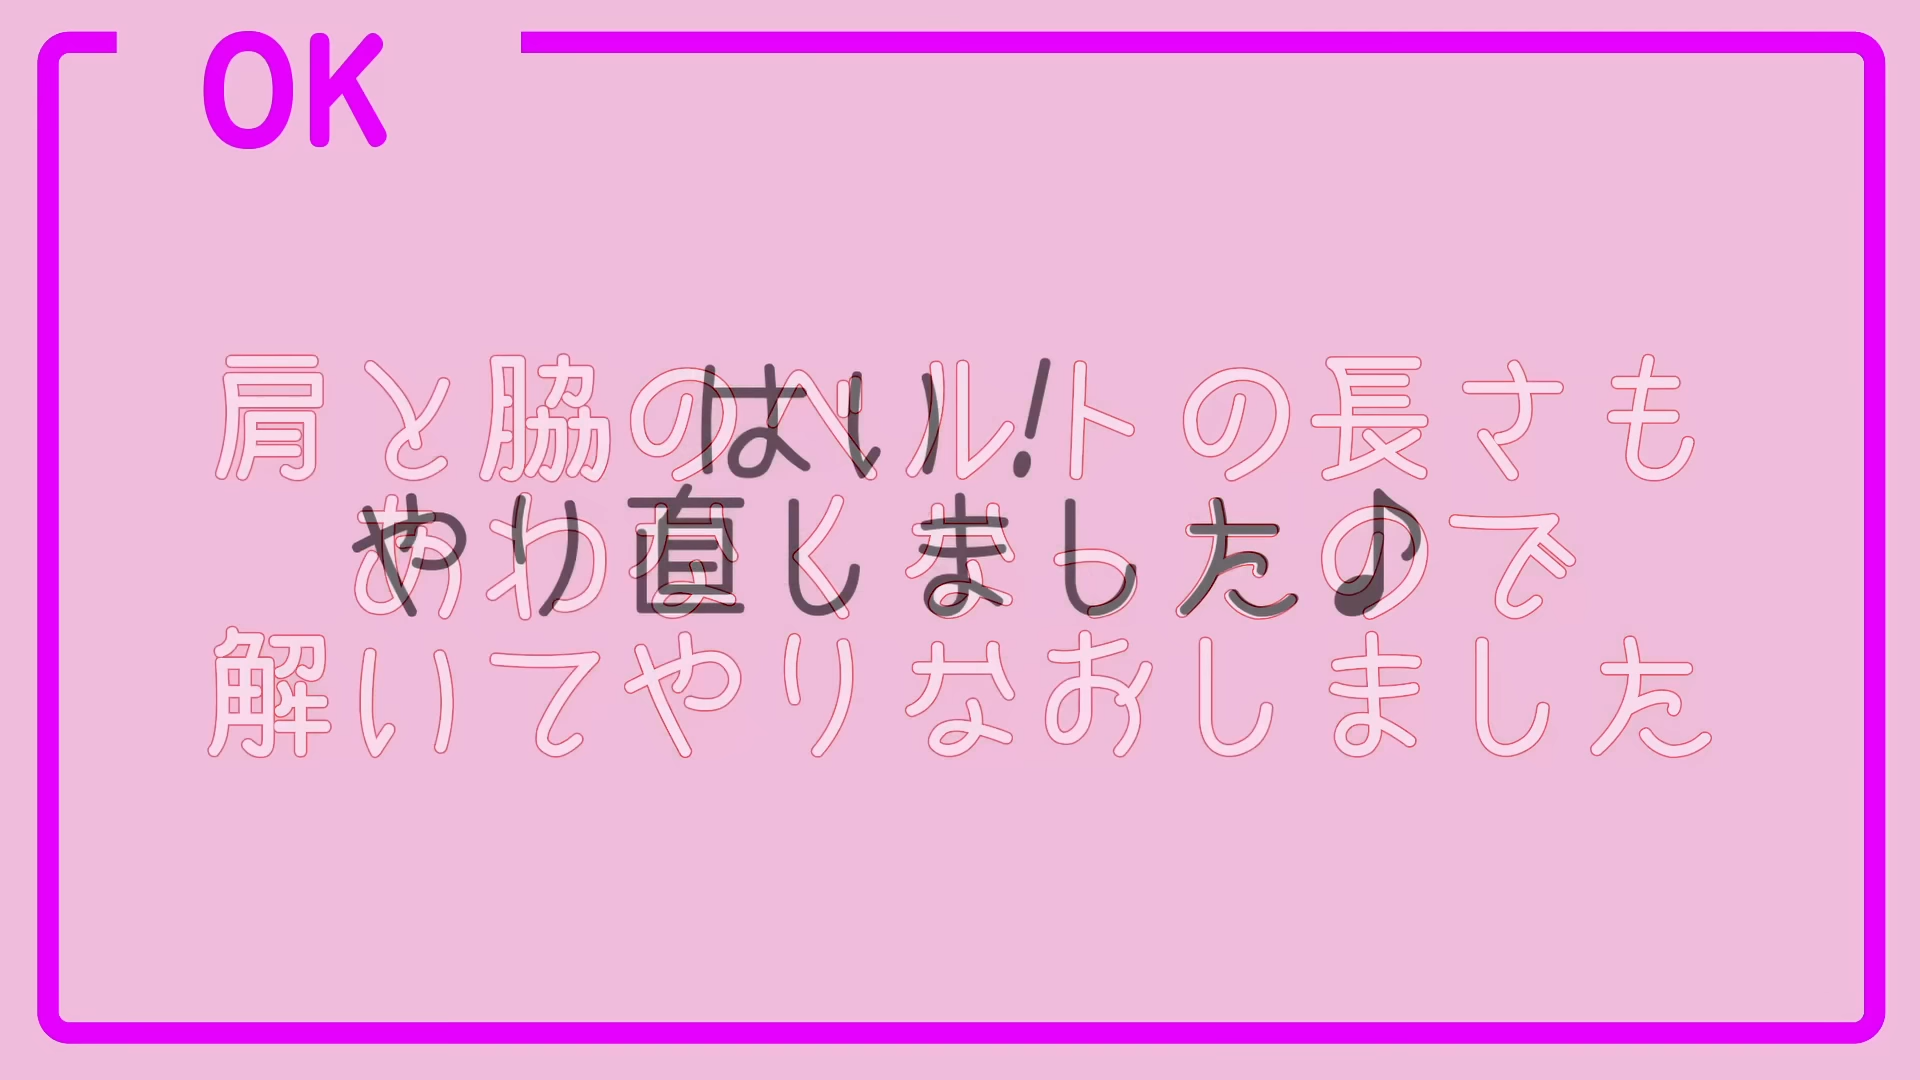 OK
肩と脇のベルトの長さも
あわなくなったので
解いてやりなおしました
はい!
やり直しました♪